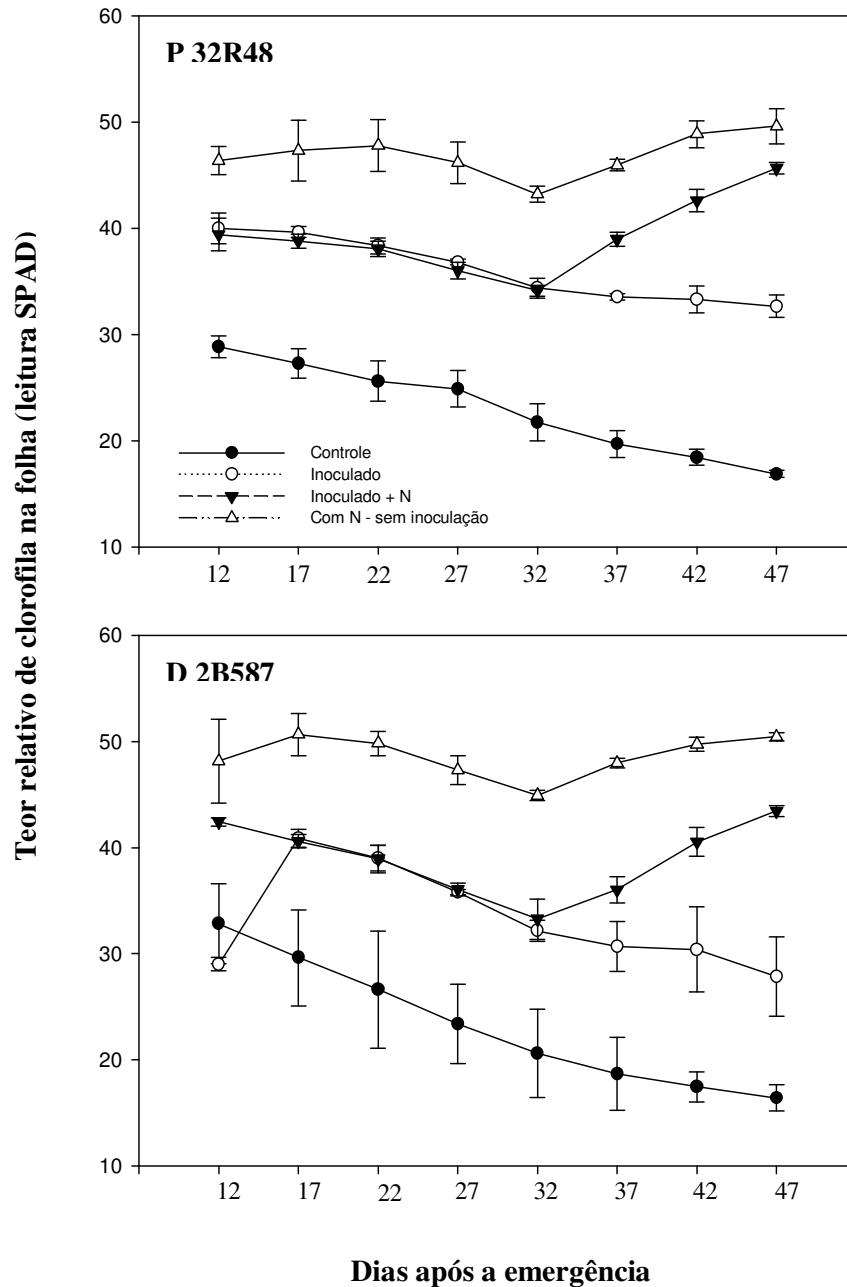 Teor relativo de clorofila na folha (leitura SPAD)
P 32R48
60
50
40
30
20
10
Controle
Inoculado
Inoculado + N
Com N - sem inoculação
12 17 22 27 32 37 42 47
D 2B587
60
50
40
30
20
10
12 17 22 27 32 37 42 47
Dias após a emergência